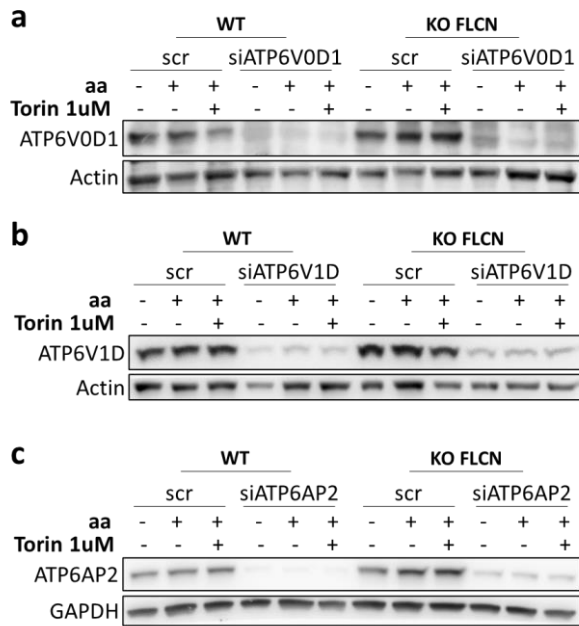 a
WT KO FLCN
scr siATP6V0D1 scr siATP6V0D1
aa - + + - + + - + + - + +
Torin 1uM - - + - - + - - + - - +
ATP6V0D1
Actin
b
WT KO FLCN
scr siATP6V1D scr siATP6V1D
aa - + + - + + - + + - + +
Torin 1uM - - + - - + - - + - - +
ATP6V1D
Actin
c
WT KO FLCN
scr siATP6AP2 scr siATP6AP2
aa - + + - + + - + + - + +
Torin 1uM - - + - - + - - + - - +
ATP6AP2
GAPDH